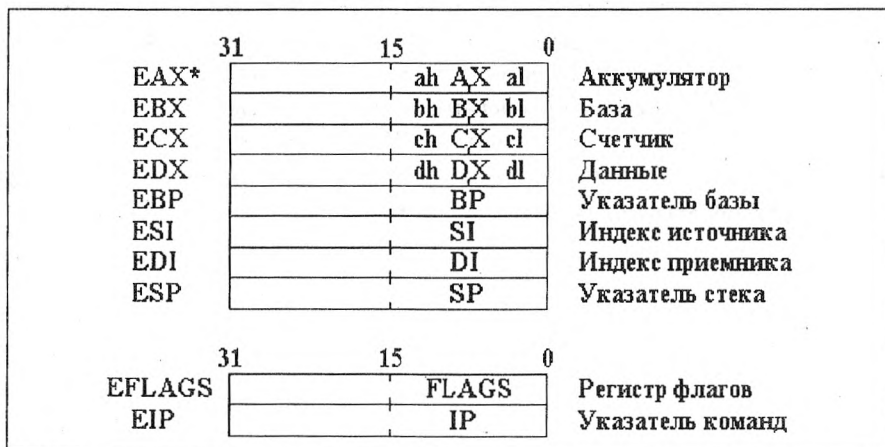 31 15 0
EAX* ah AX al Аккумулятор
EBX bh BX bl База
ECX ch CX cl Счетчик
EDX dh DX dl Данные
EBP BP Указатель базы
ESI SI Индекс источника
EDI DI Индекс приемника
ESP SP Указатель стека
31 15 0
EFLAGS FLAGS Регистр флагов
EIP IP Указатель команд